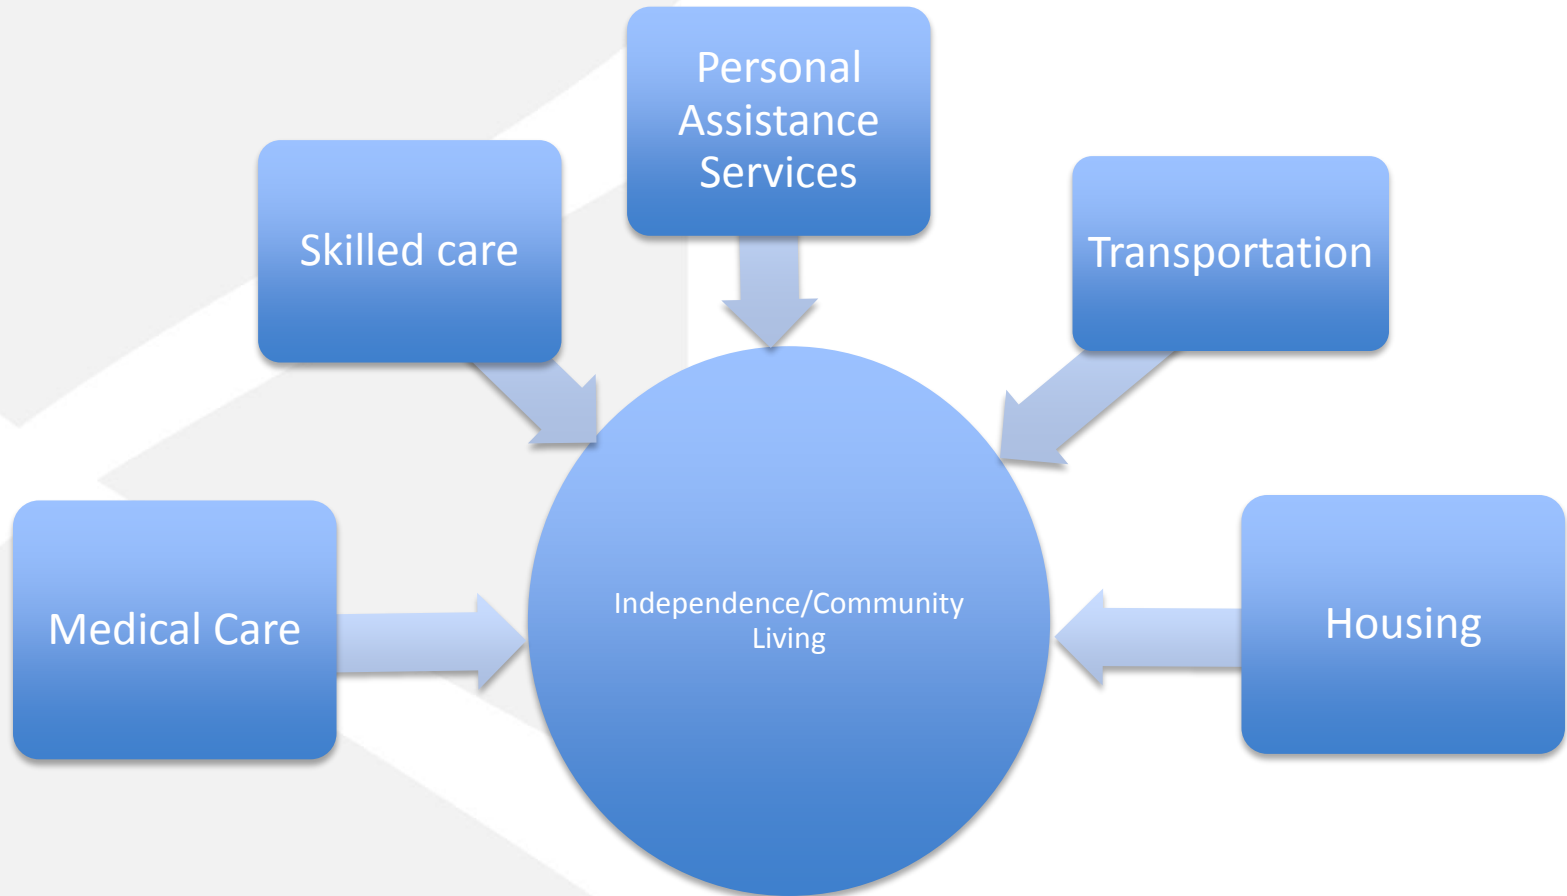 Personal
Assistance
Services
Skilled care
Transportation
Medical Care
Independence/Community
Living
Housing